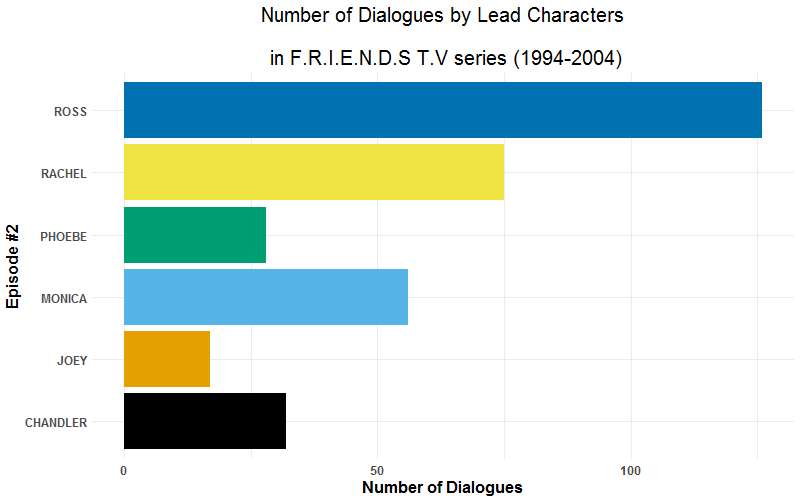 Number of Dialogues by Lead Characters
in F.R.I.E.N.D.S T.V series (1994-2004)
Episode #2
ROSS
RACHEL
PHOEBE
MONICA
JOEY
CHANDLER
0 50 100
Number of Dialogues